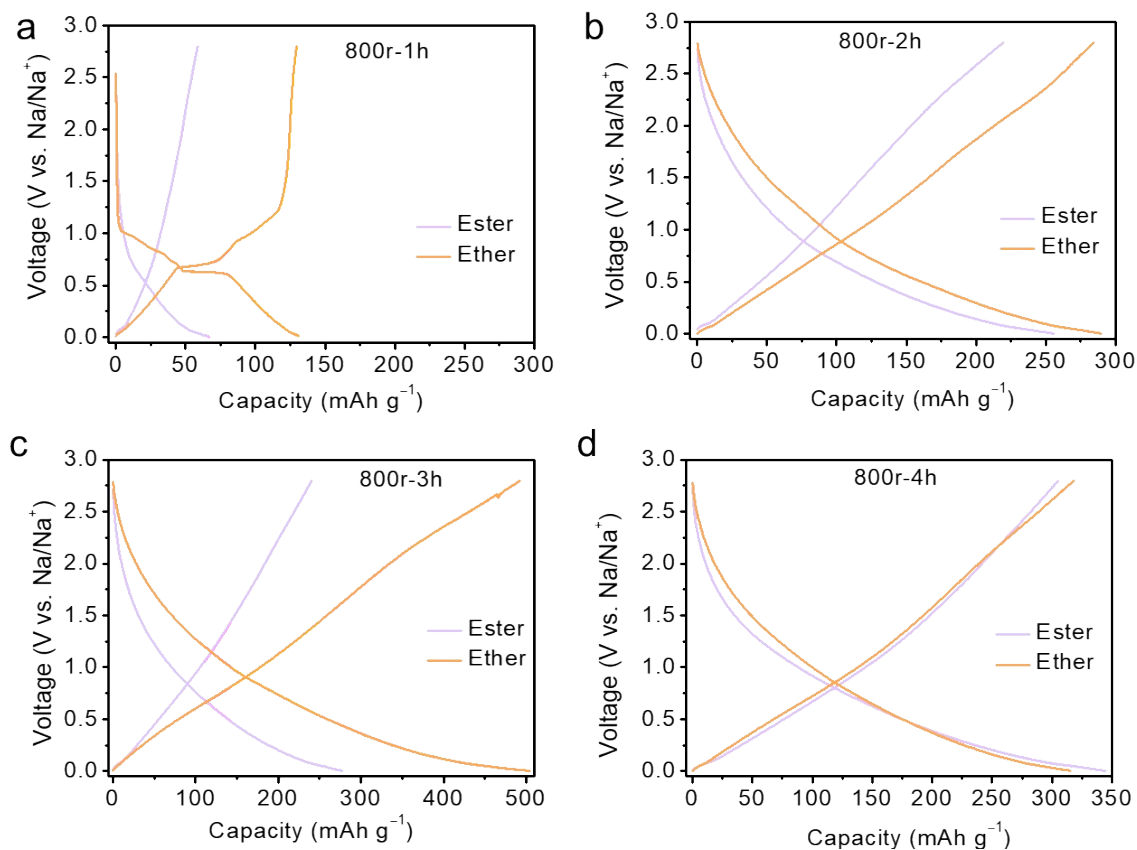 a
800r-1h
3.0
2.5
2.0
1.5
1.0
0.5
0.0
Voltage (V vs. Na/Na⁺)
Ester
Ether
0 50 100 150 200 250 300
Capacity (mAh g⁻¹)
b
800r-2h
3.0
2.5
2.0
1.5
1.0
0.5
0.0
Voltage (V vs. Na/Na⁺)
Ester
Ether
0 50 100 150 200 250 300
Capacity (mAh g⁻¹)
c
800r-3h
3.0
2.5
2.0
1.5
1.0
0.5
0.0
Voltage (V vs. Na/Na⁺)
Ester
Ether
0 100 200 300 400 500
Capacity (mAh g⁻¹)
d
800r-4h
3.0
2.5
2.0
1.5
1.0
0.5
0.0
Voltage (V vs. Na/Na⁺)
Ester
Ether
0 50 100 150 200 250 300 350
Capacity (mAh g⁻¹)